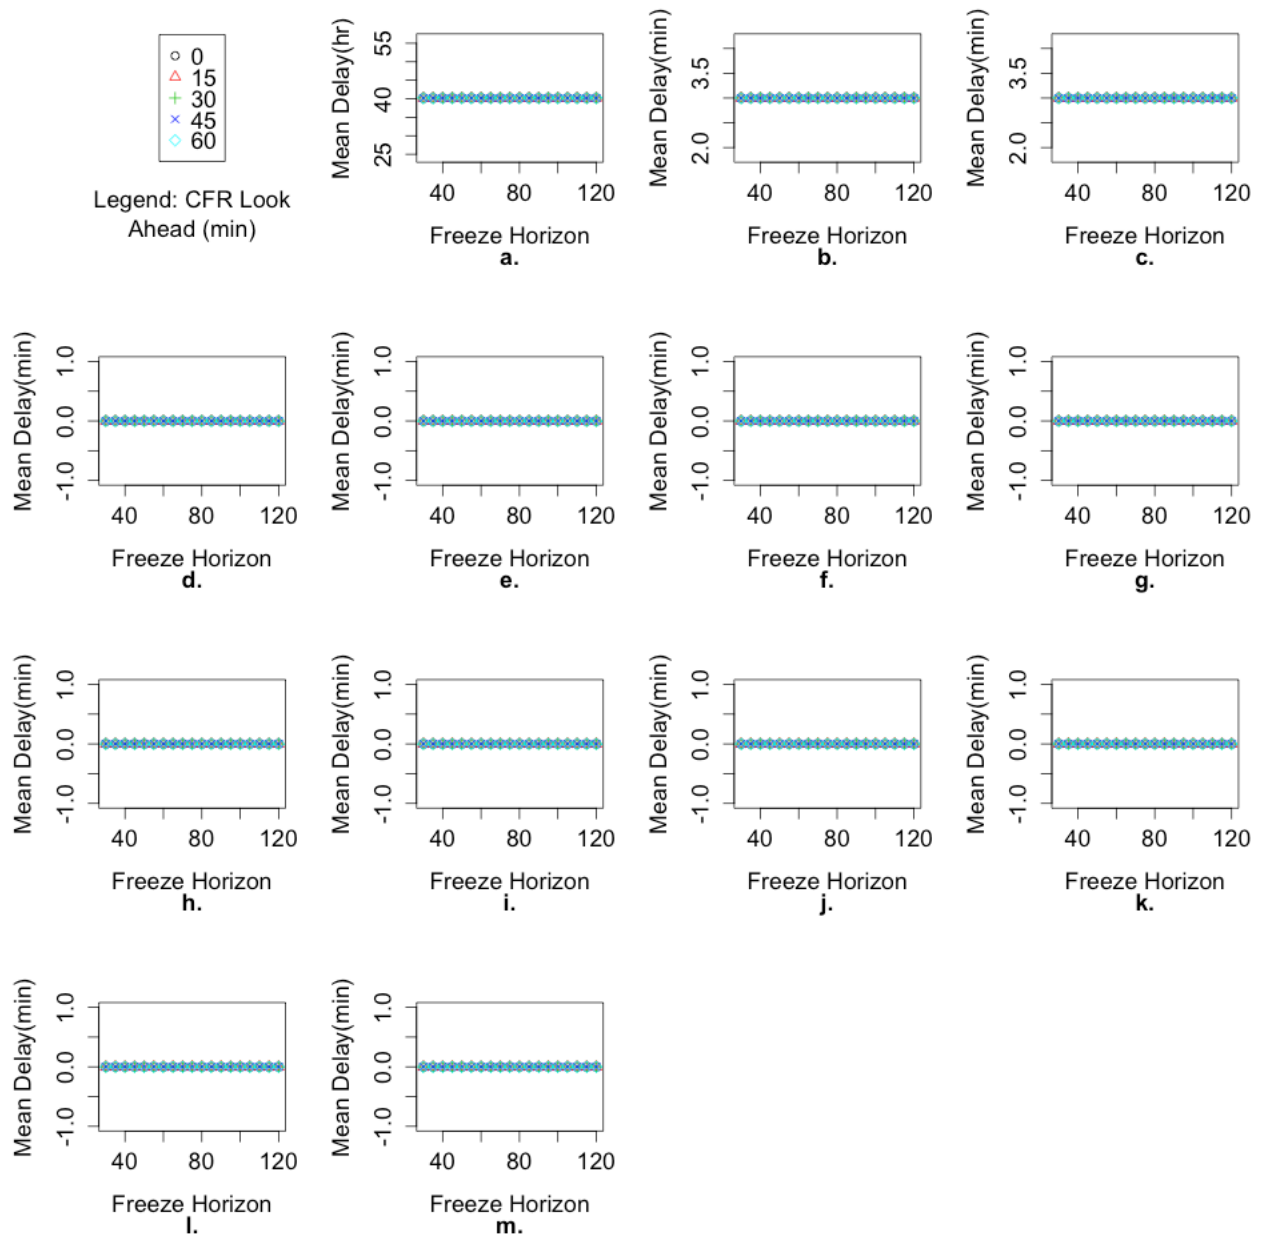 0
15
30
45
60
Legend: CFR Look
Ahead (min)
Mean Delay(hr)
55
40
25
40 80 120
Freeze Horizon
a.
Mean Delay(min)
3.5
2.0
40 80 120
Freeze Horizon
b.
Mean Delay(min)
3.5
2.0
40 80 120
Freeze Horizon
c.
Mean Delay(min)
1.0
0.0
-1.0
40 80 120
Freeze Horizon
d.
Mean Delay(min)
1.0
0.0
-1.0
40 80 120
Freeze Horizon
e.
Mean Delay(min)
1.0
0.0
-1.0
40 80 120
Freeze Horizon
f.
Mean Delay(min)
1.0
0.0
-1.0
40 80 120
Freeze Horizon
g.
Mean Delay(min)
1.0
0.0
-1.0
40 80 120
Freeze Horizon
h.
Mean Delay(min)
1.0
0.0
-1.0
40 80 120
Freeze Horizon
i.
Mean Delay(min)
1.0
0.0
-1.0
40 80 120
Freeze Horizon
j.
Mean Delay(min)
1.0
0.0
-1.0
40 80 120
Freeze Horizon
k.
Mean Delay(min)
1.0
0.0
-1.0
40 80 120
Freeze Horizon
l.
Mean Delay(min)
1.0
0.0
-1.0
40 80 120
Freeze Horizon
m.